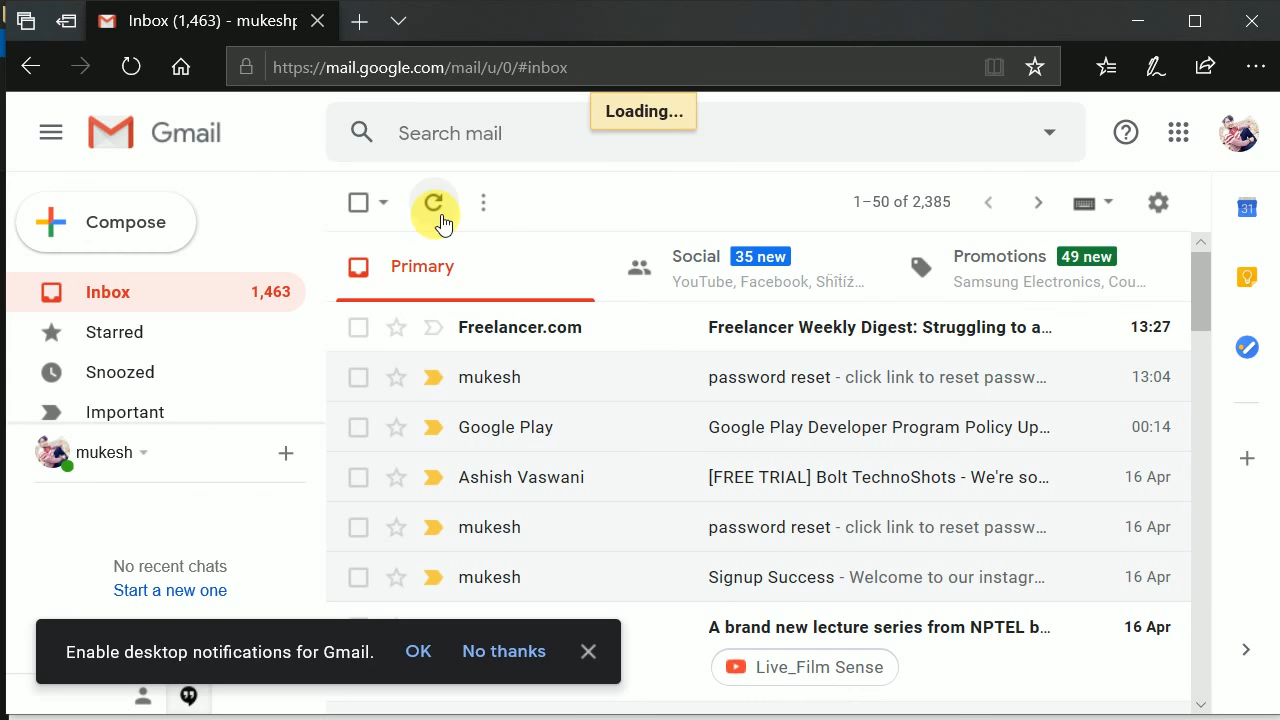 Inbox (1,463) - mukeshp
https://mail.google.com/mail/u/0/#inbox
Loading...
Gmail
Search mail
Compose
1–50 of 2,385
Primary
Social 35 new
YouTube, Facebook, Sh̃ĩt̃ĩz̃...
Promotions 49 new
Samsung Electronics, Cou...
Inbox 1,463
Starred
Snoozed
Important
mukesh
No recent chats
Start a new one
Freelancer.com Freelancer Weekly Digest: Struggling to a... 13:27
mukesh password reset - click link to reset passw... 13:04
Google Play Google Play Developer Program Policy Up... 00:14
Ashish Vaswani [FREE TRIAL] Bolt TechnoShots - We're so... 16 Apr
mukesh password reset - click link to reset passw... 16 Apr
mukesh Signup Success - Welcome to our instagr... 16 Apr
A brand new lecture series from NPTEL b... 16 Apr
Live_Film Sense
Enable desktop notifications for Gmail. OK No thanks
31